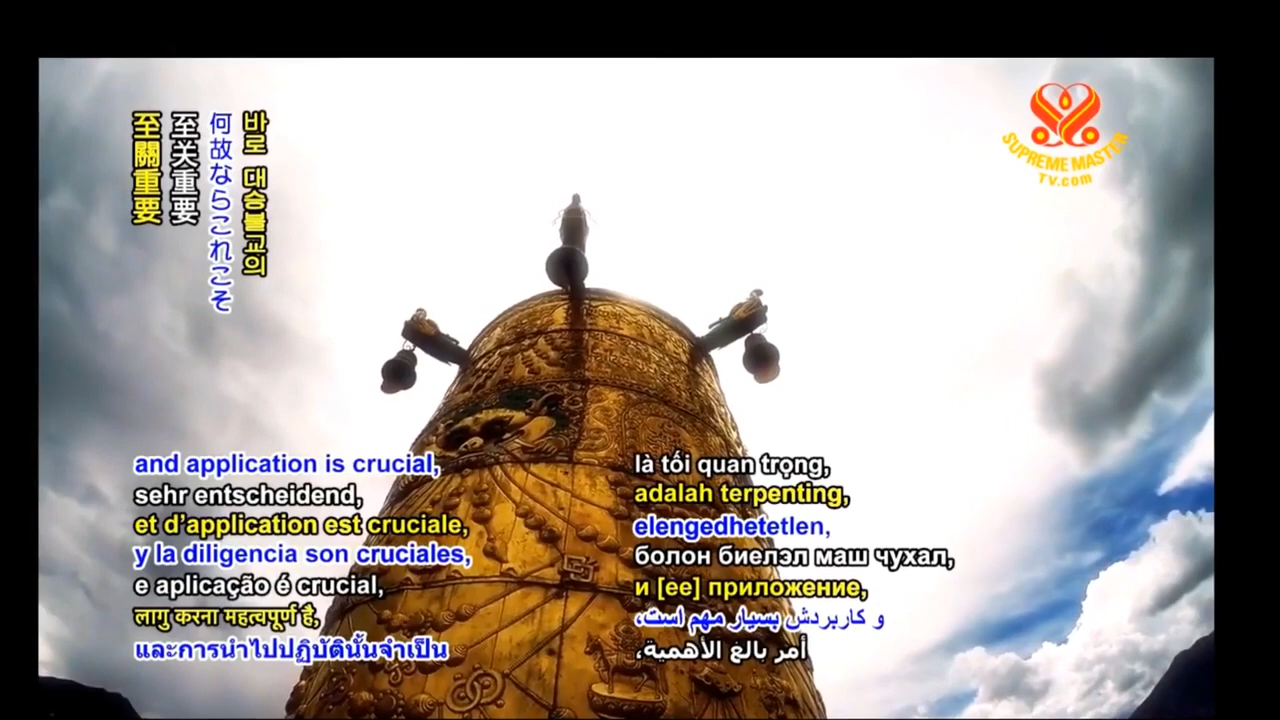 바로 대승불교의
何故ならこれこそ
至关重要
至關重要
SUPREME MASTER
TV.com
and application is crucial,
sehr entscheidend,
et d’application est cruciale,
y la diligencia son cruciales,
e aplicação é crucial,
लागु करना महत्वपूर्ण है,
และการนำไปปฏิบัตินั้นจำเป็น
là tối quan trọng,
adalah terpenting,
elengedhetetlen,
болон биелэл маш чухал,
и [ее] приложение,
و کاربردش بسیار مهم است،
أمر بالغ الأهمية،